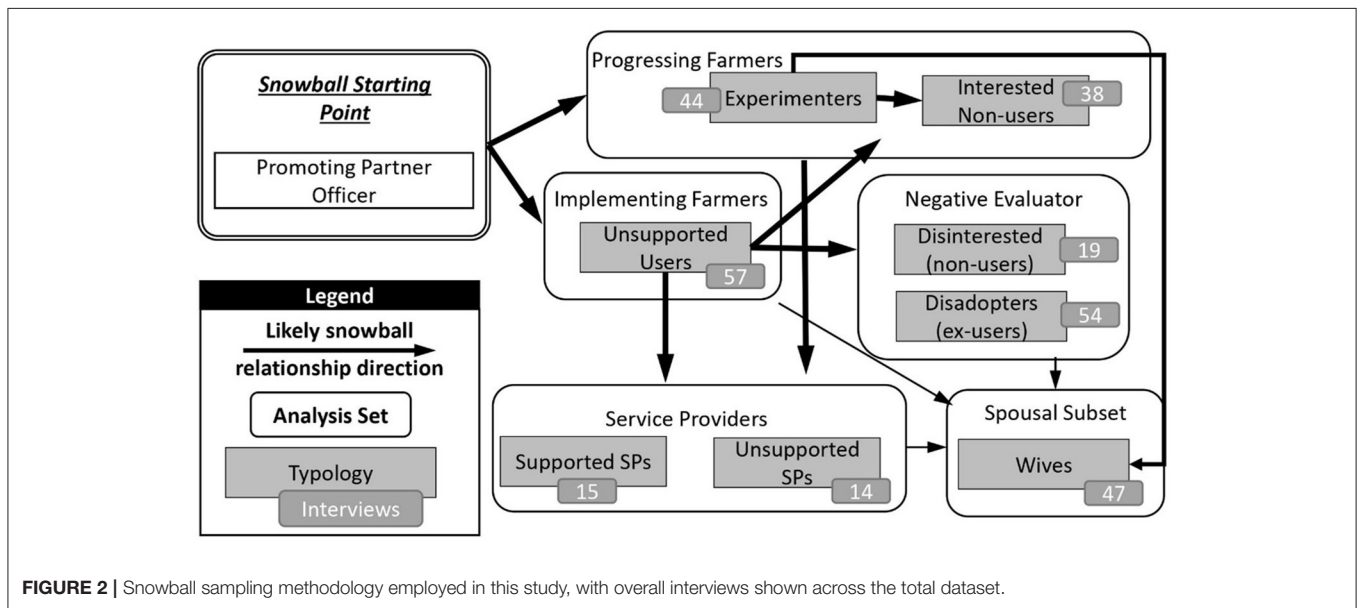 Snowball Starting
Point
Promoting Partner
Officer
Progressing Farmers
44
Experimenters
Interested
Non-users
38
Implementing Farmers
Unsupported
Users
57
Negative Evaluator
Disinterested
(non-users)
19
Disadopters
(ex-users)
54
Legend
Likely snowball
relationship direction
Analysis Set
Typology
Interviews
Service Providers
Supported SPs
15
Unsupported
SPs
14
Spousal Subset
Wives
47
FIGURE 2 | Snowball sampling methodology employed in this study, with overall interviews shown across the total dataset.